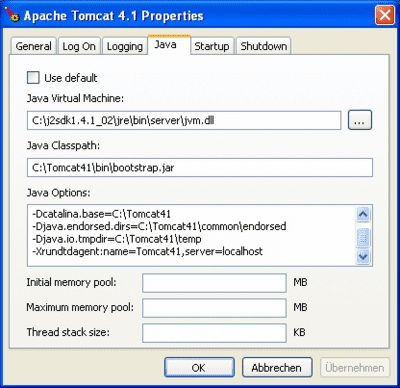 Apache Tomcat 4.1 Properties
General Log On Logging Java Startup Shutdown
Use default
Java Virtual Machine:
C:\j2sdk1.4.1_02\jre\bin\server\jvm.dll ...
Java Classpath:
C:\Tomcat41\bin\bootstrap.jar
Java Options:
-Dcatalina.base=C:\Tomcat41
-Djava.endorsed.dirs=C:\Tomcat41\common\endorsed
-Djava.io.tmpdir=C:\Tomcat41\temp
-Xrundtdagent:name=Tomcat41,server=localhost
Initial memory pool: MB
Maximum memory pool: MB
Thread stack size: KB
OK Abbrechen Übernehmen